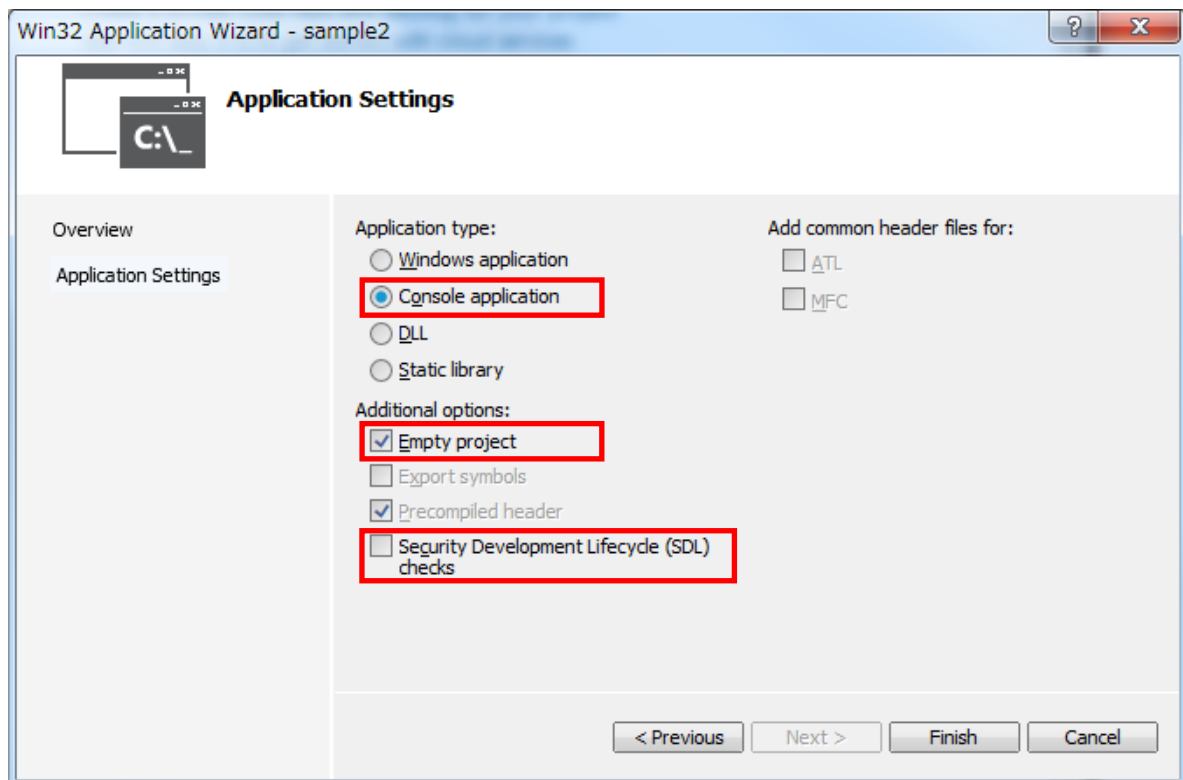 Win32 Application Wizard - sample2
C:\_
Application Settings
Overview
Application Settings
Application type:
Windows application
Console application
DLL
Static library
Additional options:
Empty project
Export symbols
Precompiled header
Security Development Lifecycle (SDL)
checks
Add common header files for:
ATL
MFC
< Previous
Next >
Finish
Cancel